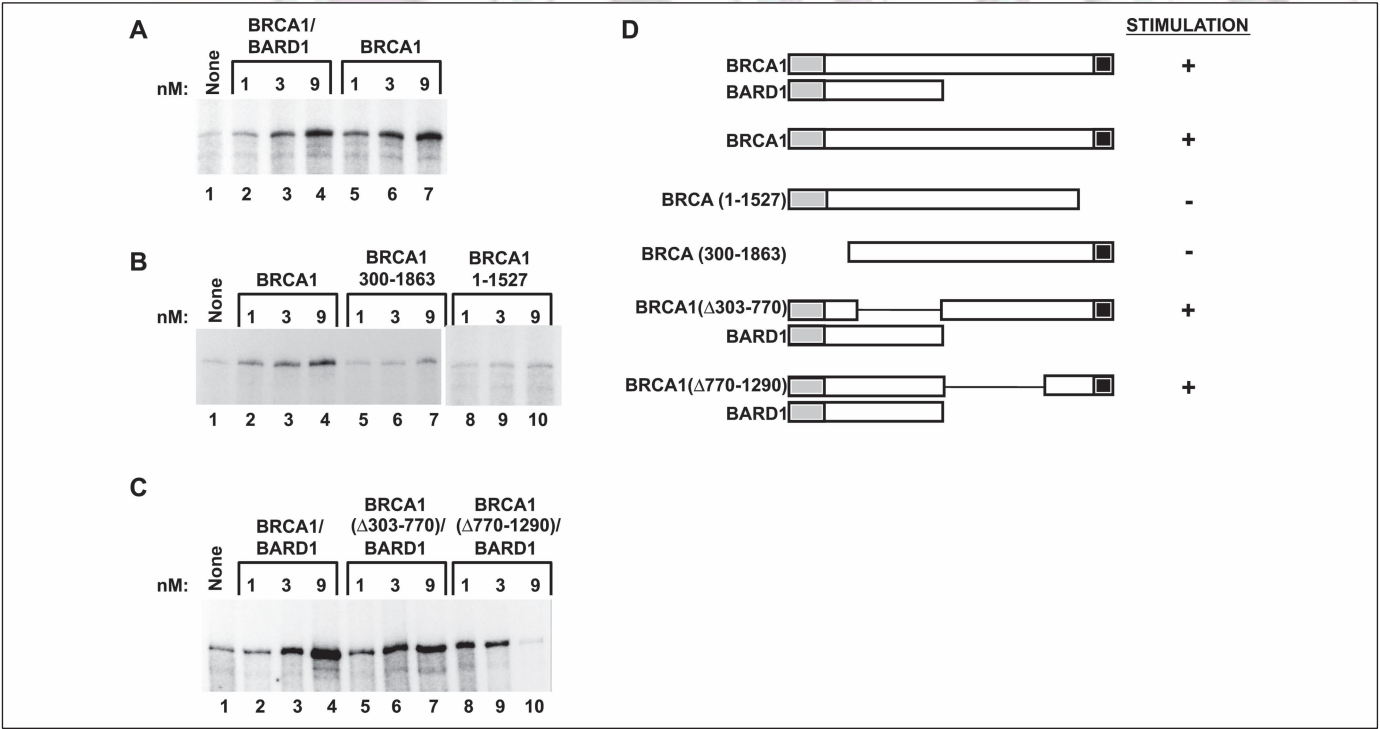 A
BRCA1/
BARD1
BRCA1
None
nM: 1 3 9 1 3 9
1 2 3 4 5 6 7
B
BRCA1
BRCA1
300-1863
BRCA1
1-1527
None
nM: 1 3 9 1 3 9 1 3 9
1 2 3 4 5 6 7 8 9 10
C
BRCA1/
BARD1
BRCA1
(Δ303-770)/
BARD1
BRCA1
(Δ770-1290)/
BARD1
None
nM: 1 3 9 1 3 9 1 3 9
1 2 3 4 5 6 7 8 9 10
D
STIMULATION
BRCA1 +
BARD1
BRCA1 +
BRCA (1-1527) -
BRCA (300-1863) -
BRCA1(Δ303-770) +
BARD1
BRCA1(Δ770-1290) +
BARD1